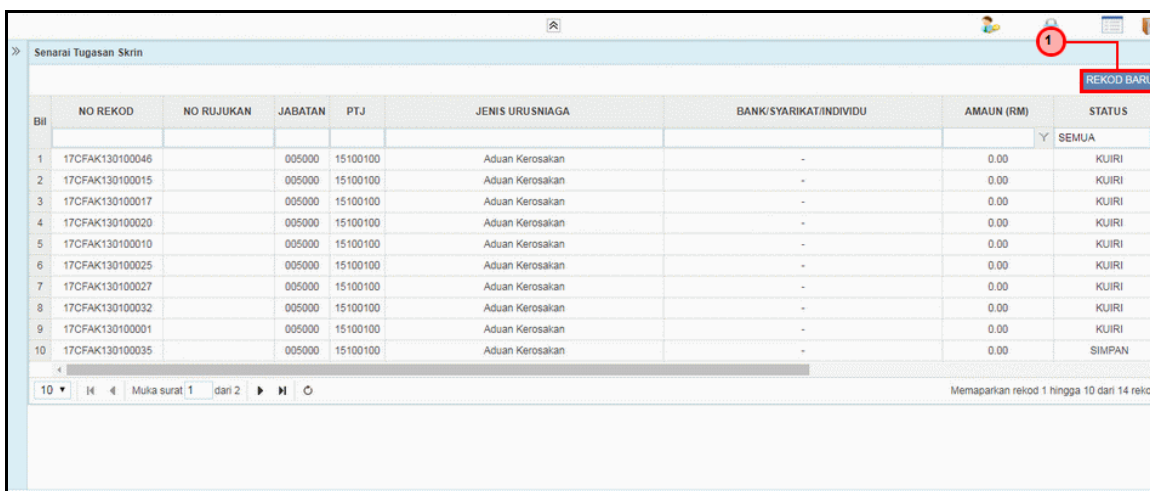 1
Senarai Tugasan Skrin
REKOD BARU
Bil NO REKOD NO RUJUKAN JABATAN PTJ JENIS URUSNIAGA BANK/SYARIKAT/INDIVIDU AMAUN (RM) STATUS
SEMUA
1 17CFAK130100046 005000 15100100 Aduan Kerosakan - 0.00 KUIRI
2 17CFAK130100015 005000 15100100 Aduan Kerosakan - 0.00 KUIRI
3 17CFAK130100017 005000 15100100 Aduan Kerosakan - 0.00 KUIRI
4 17CFAK130100020 005000 15100100 Aduan Kerosakan - 0.00 KUIRI
5 17CFAK130100010 005000 15100100 Aduan Kerosakan - 0.00 KUIRI
6 17CFAK130100025 005000 15100100 Aduan Kerosakan - 0.00 KUIRI
7 17CFAK130100027 005000 15100100 Aduan Kerosakan - 0.00 KUIRI
8 17CFAK130100032 005000 15100100 Aduan Kerosakan - 0.00 KUIRI
9 17CFAK130100001 005000 15100100 Aduan Kerosakan - 0.00 KUIRI
10 17CFAK130100035 005000 15100100 Aduan Kerosakan - 0.00 SIMPAN
10 Muka surat 1 dari 2 Memaparkan rekod 1 hingga 10 dari 14 reko